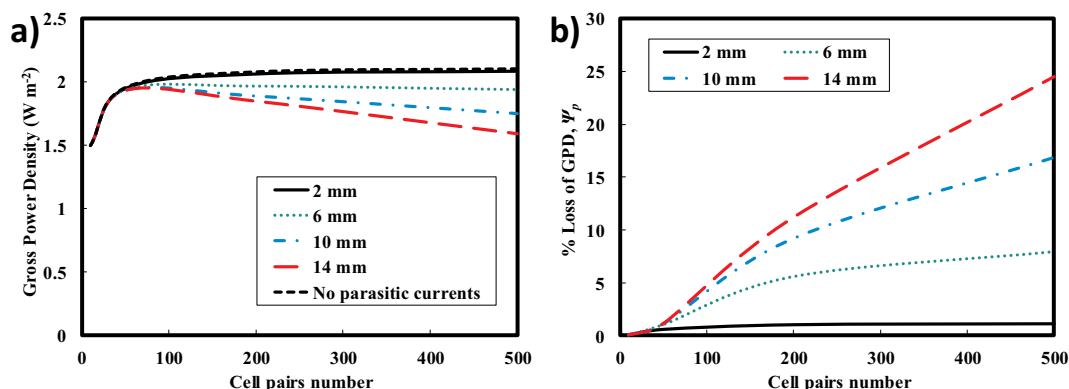 a)
Gross Power Density (W m⁻²)
2.5
2
1.5
1
0.5
0
2 mm
6 mm
10 mm
14 mm
No parasitic currents
0 100 200 300 400 500
Cell pairs number
b)
% Loss of GPD, Ψp
30
25
20
15
10
5
0
2 mm 6 mm
10 mm 14 mm
0 100 200 300 400 500
Cell pairs number